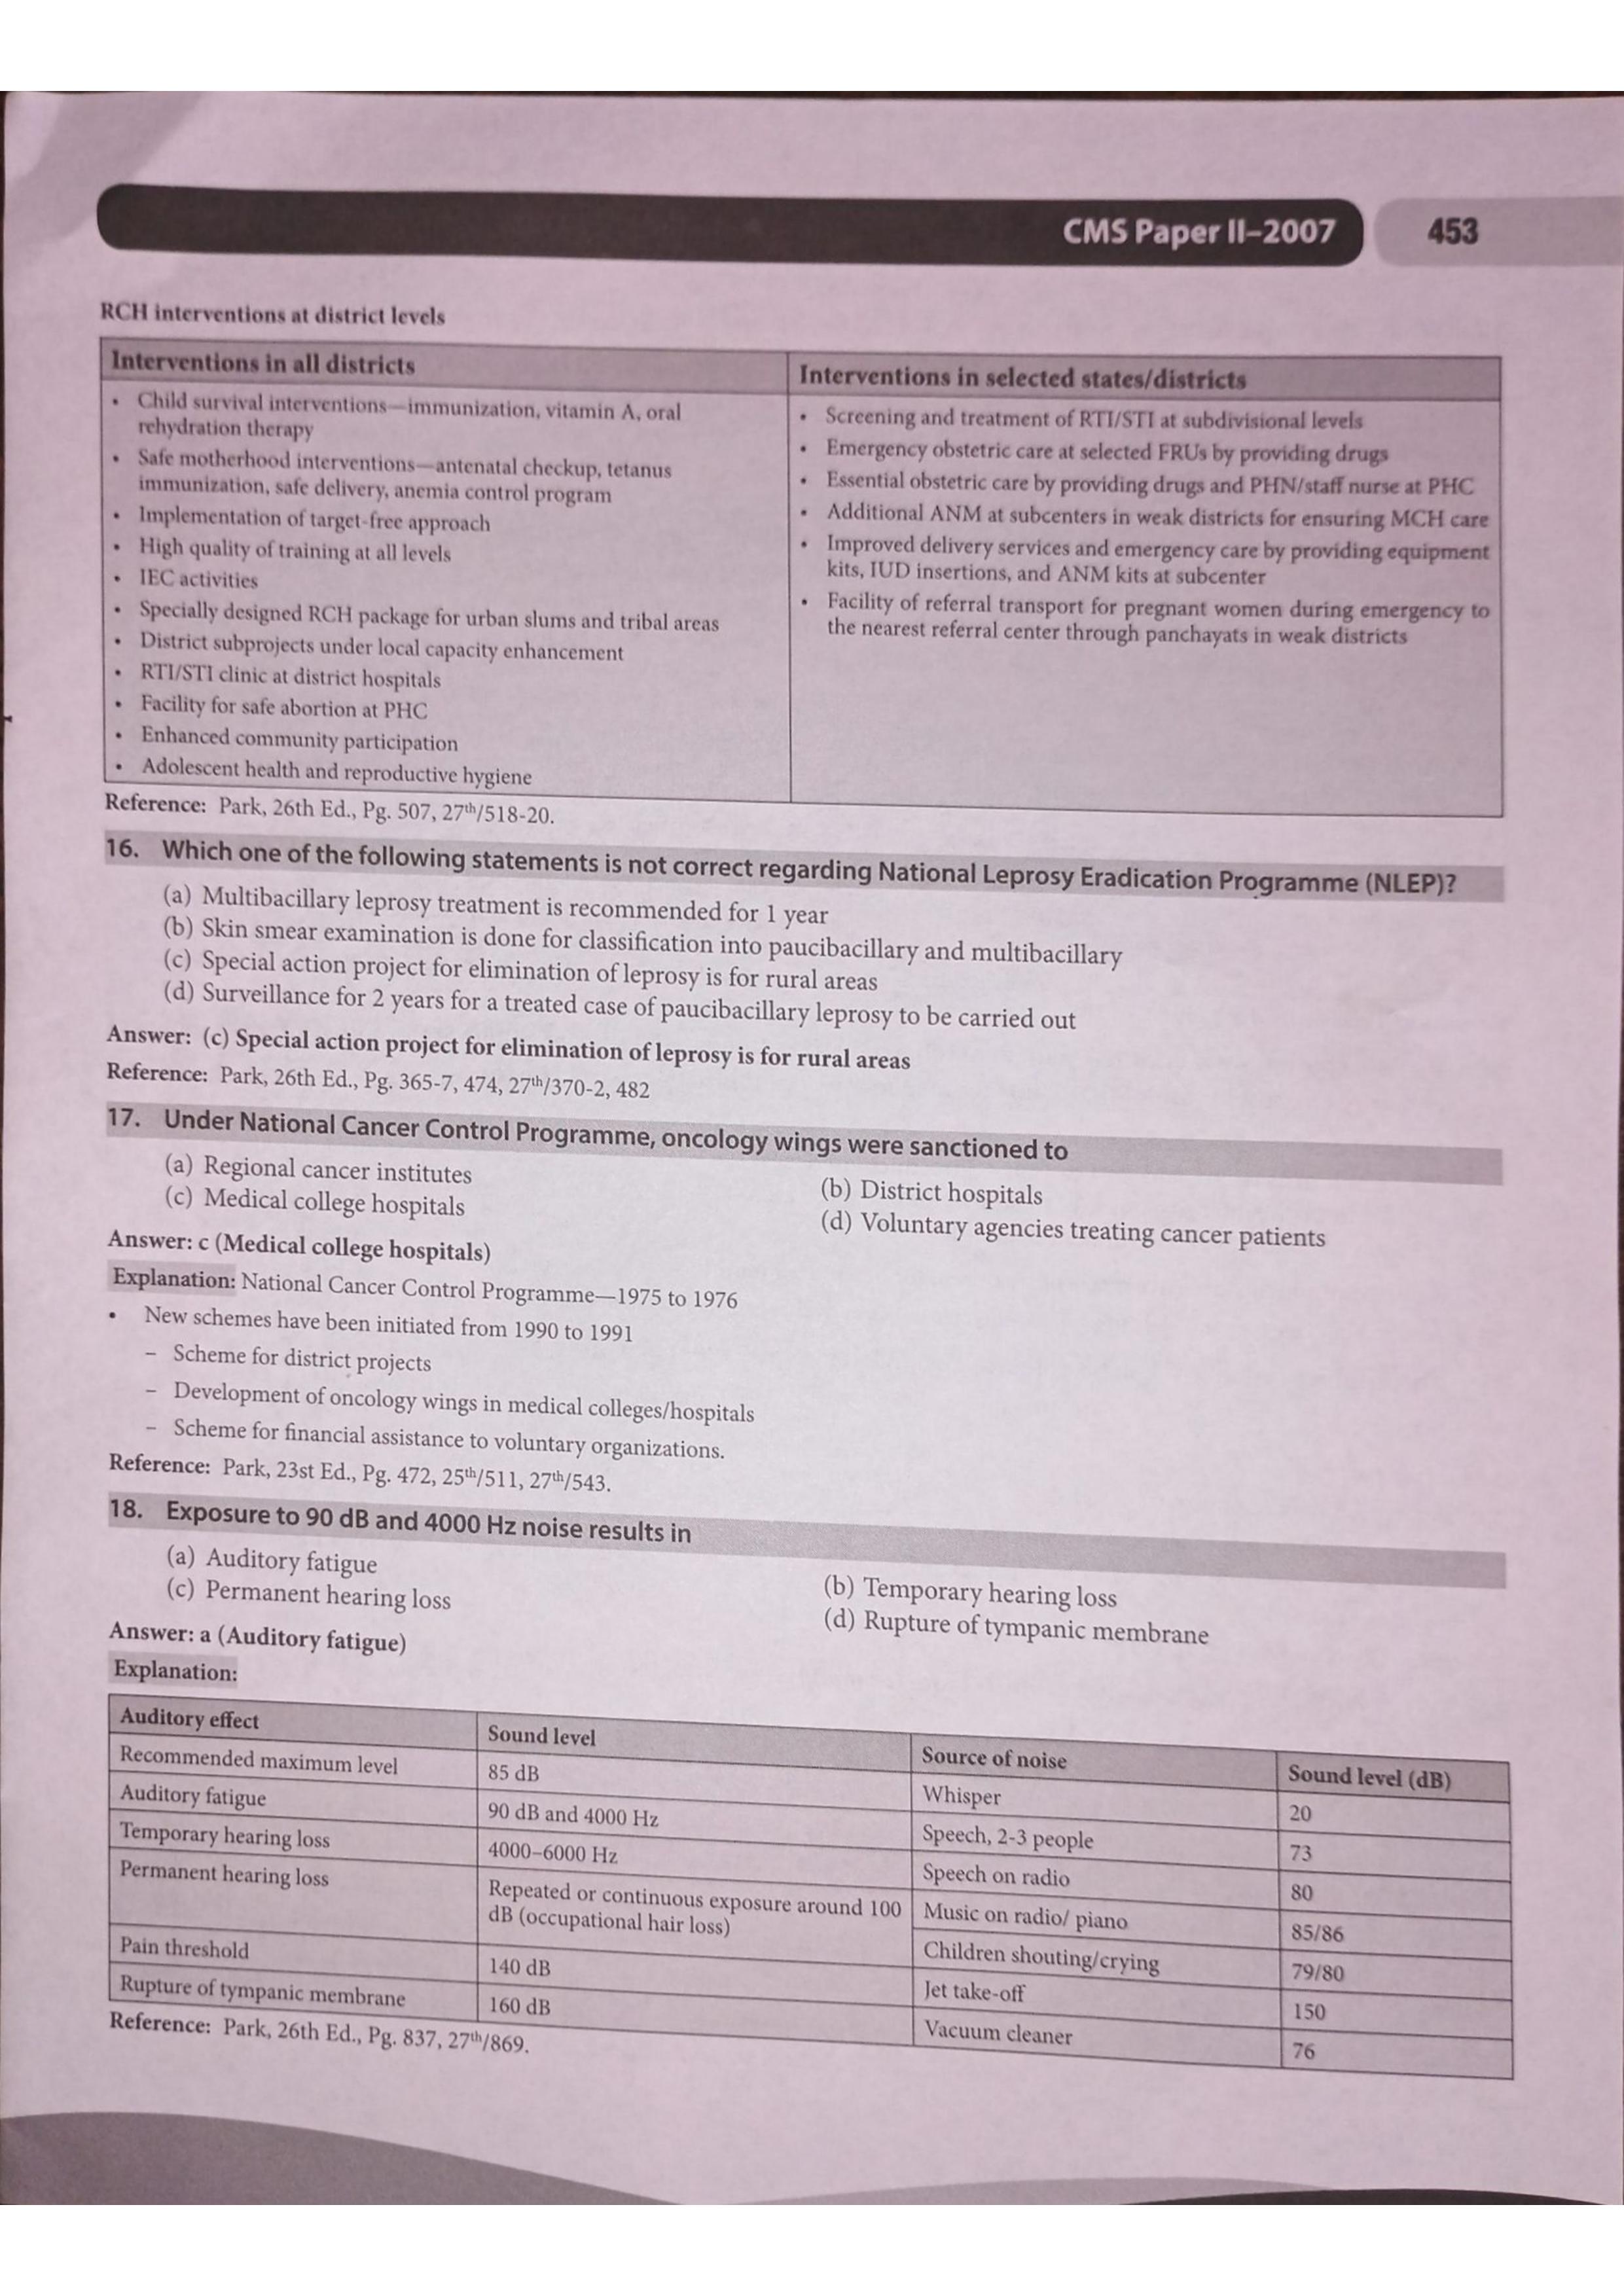 CMS Paper II–2007 453
RCH interventions at district levels
Interventions in all districts
• Child survival interventions—immunization, vitamin A, oral
rehydration therapy
• Safe motherhood interventions—antenatal checkup, tetanus
immunization, safe delivery, anemia control program
• Implementation of target-free approach
• High quality of training at all levels
• IEC activities
• Specially designed RCH package for urban slums and tribal areas
• District subprojects under local capacity enhancement
• RTI/STI clinic at district hospitals
• Facility for safe abortion at PHC
• Enhanced community participation
• Adolescent health and reproductive hygiene
Interventions in selected states/districts
• Screening and treatment of RTI/STI at subdivisional levels
• Emergency obstetric care at selected FRUs by providing drugs
• Essential obstetric care by providing drugs and PHN/staff nurse at PHC
• Additional ANM at subcenters in weak districts for ensuring MCH care
• Improved delivery services and emergency care by providing equipment
kits, IUD insertions, and ANM kits at subcenter
• Facility of referral transport for pregnant women during emergency to
the nearest referral center through panchayats in weak districts
Reference: Park, 26th Ed., Pg. 507, 27th/518-20.
16. Which one of the following statements is not correct regarding National Leprosy Eradication Programme (NLEP)?
(a) Multibacillary leprosy treatment is recommended for 1 year
(b) Skin smear examination is done for classification into paucibacillary and multibacillary
(c) Special action project for elimination of leprosy is for rural areas
(d) Surveillance for 2 years for a treated case of paucibacillary leprosy to be carried out
Answer: (c) Special action project for elimination of leprosy is for rural areas
Reference: Park, 26th Ed., Pg. 365-7, 474, 27th/370-2, 482
17. Under National Cancer Control Programme, oncology wings were sanctioned to
(a) Regional cancer institutes (b) District hospitals
(c) Medical college hospitals (d) Voluntary agencies treating cancer patients
Answer: c (Medical college hospitals)
Explanation: National Cancer Control Programme—1975 to 1976
• New schemes have been initiated from 1990 to 1991
– Scheme for district projects
– Development of oncology wings in medical colleges/hospitals
– Scheme for financial assistance to voluntary organizations.
Reference: Park, 23st Ed., Pg. 472, 25th/511, 27th/543.
18. Exposure to 90 dB and 4000 Hz noise results in
(a) Auditory fatigue (b) Temporary hearing loss
(c) Permanent hearing loss (d) Rupture of tympanic membrane
Answer: a (Auditory fatigue)
Explanation:
Auditory effect Sound level
Recommended maximum level 85 dB
Auditory fatigue 90 dB and 4000 Hz
Temporary hearing loss 4000–6000 Hz
Permanent hearing loss Repeated or continuous exposure around 100
dB (occupational hair loss)
Pain threshold 140 dB
Rupture of tympanic membrane 160 dB
Source of noise Sound level (dB)
Whisper 20
Speech, 2-3 people 73
Speech on radio 80
Music on radio/ piano 85/86
Children shouting/crying 79/80
Jet take-off 150
Vacuum cleaner 76
Reference: Park, 26th Ed., Pg. 837, 27th/869.